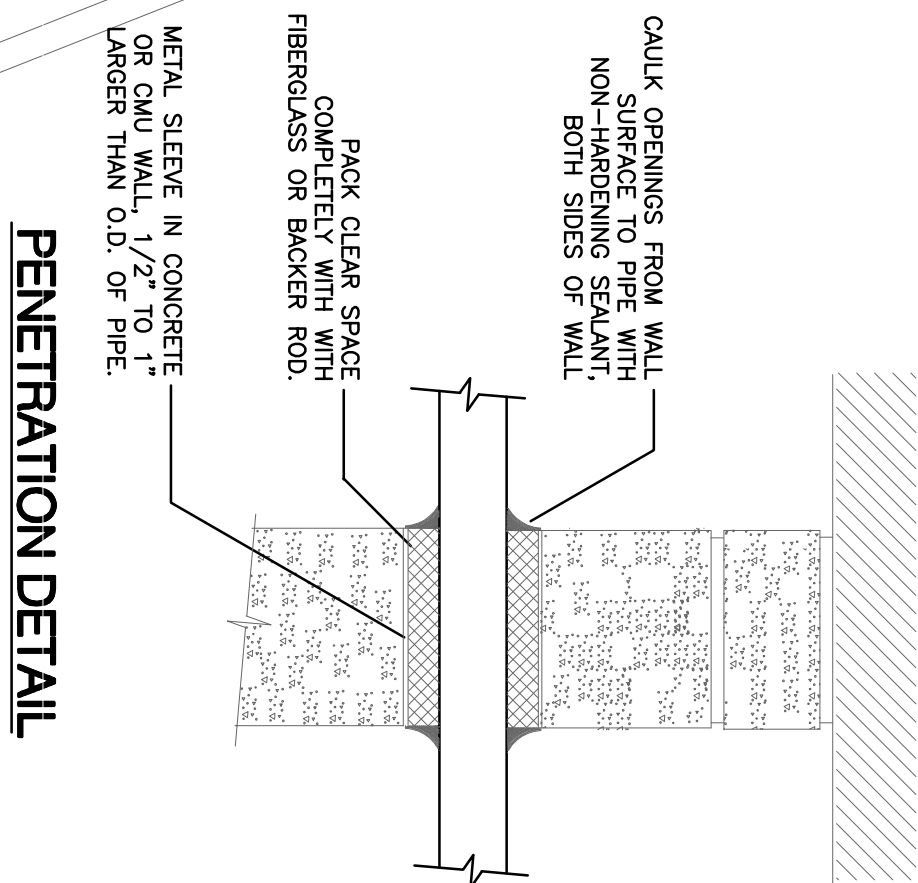 CAULK OPENINGS FROM WALL
SURFACE TO PIPE WITH
NON-HARDENING SEALANT,
BOTH SIDES OF WALL
PACK CLEAR SPACE
COMPLETELY WITH WITH
FIBERGLASS OR BACKER ROD.
METAL SLEEVE IN CONCRETE
OR CMU WALL, 1/2" TO 1"
LARGER THAN O.D. OF PIPE.
PENETRATION DETAIL